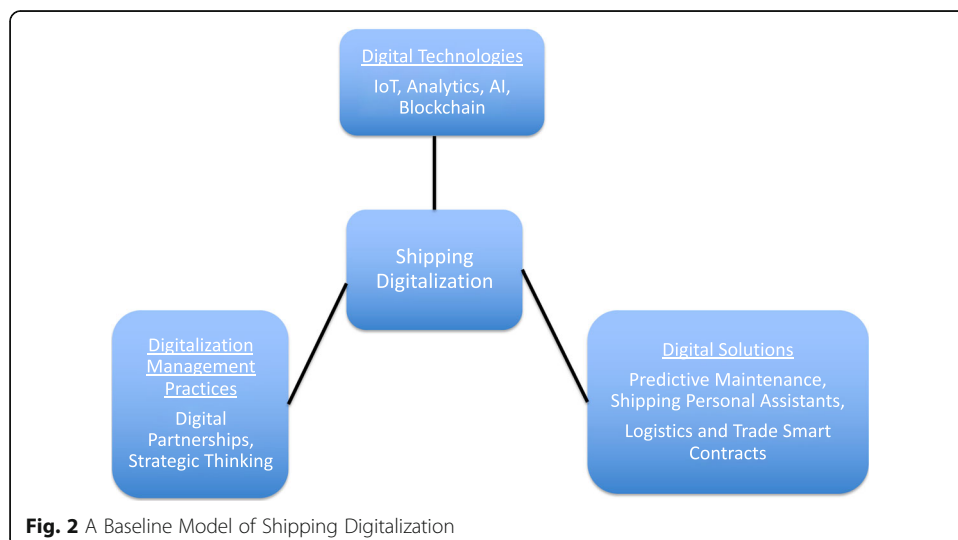 Digital Technologies
IoT, Analytics, AI,
Blockchain
Shipping
Digitalization
Digitalization
Management
Practices
Digital
Partnerships,
Strategic Thinking
Digital Solutions
Predictive Maintenance,
Shipping Personal Assistants,
Logistics and Trade Smart
Contracts
Fig. 2 A Baseline Model of Shipping Digitalization